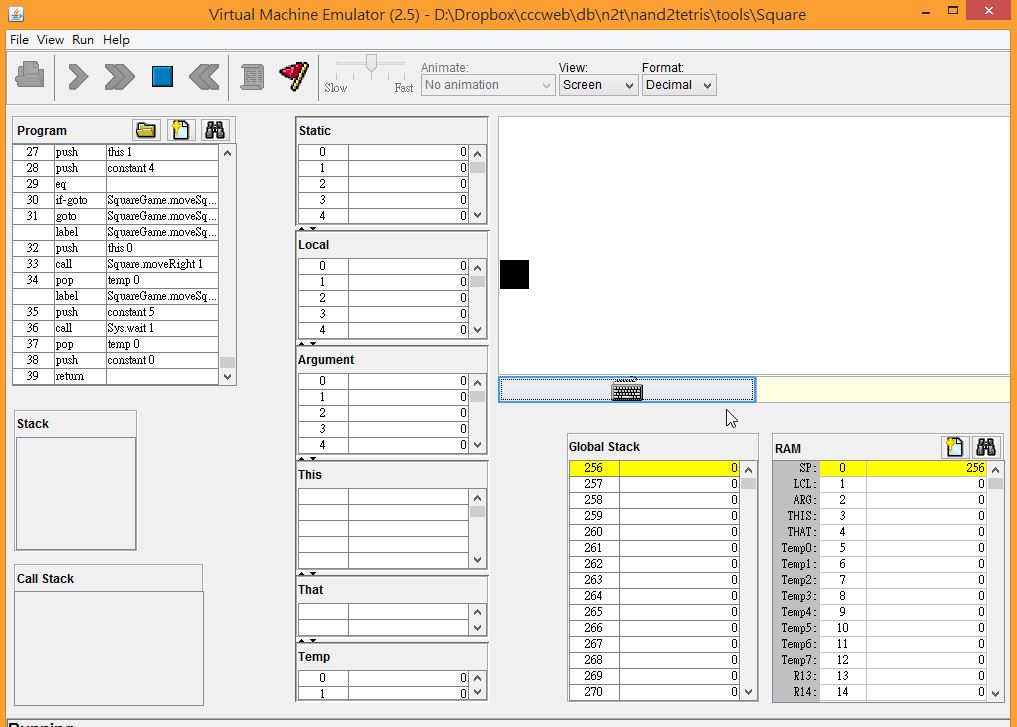 Virtual Machine Emulator (2.5) - D:\Dropbox\cccweb\db\n2t\nand2tetris\tools\Square
File View Run Help
Slow Fast
Animate:
No animation
View:
Screen
Format:
Decimal
Program
27 push this 1
28 push constant 4
29 eq
30 if-goto SquareGame.moveSq...
31 goto SquareGame.moveSq...
label SquareGame.moveSq...
32 push this 0
33 call Square.moveRight 1
34 pop temp 0
label SquareGame.moveSq...
35 push constant 5
36 call Sys.wait 1
37 pop temp 0
38 push constant 0
39 return
Stack
Call Stack
Static
0 0
1 0
2 0
3 0
4 0
Local
0 0
1 0
2 0
3 0
4 0
Argument
0 0
1 0
2 0
3 0
4 0
This
That
Temp
0 0
1 0
Global Stack
256 0
257 0
258 0
259 0
260 0
261 0
262 0
263 0
264 0
265 0
266 0
267 0
268 0
269 0
270 0
RAM
SP: 0 256
LCL: 1 0
ARG: 2 0
THIS: 3 0
THAT: 4 0
Temp0: 5 0
Temp1: 6 0
Temp2: 7 0
Temp3: 8 0
Temp4: 9 0
Temp5: 10 0
Temp6: 11 0
Temp7: 12 0
R13: 13 0
R14: 14 0
Running